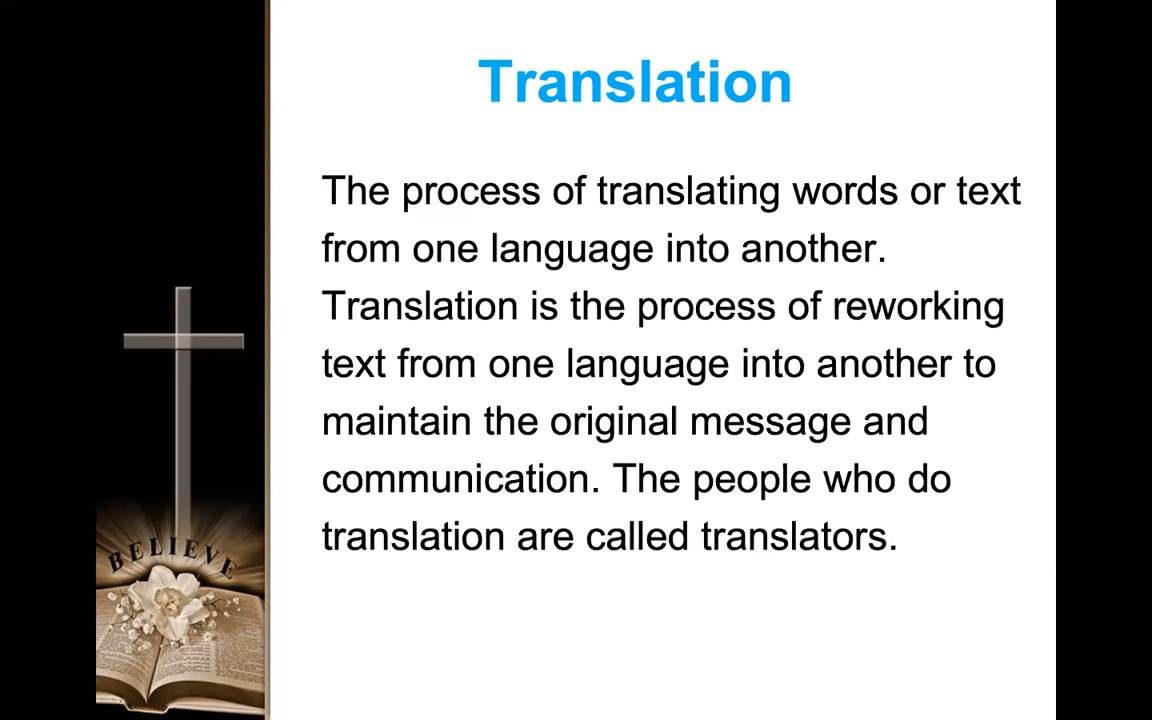 Translation
The process of translating words or text
from one language into another.
Translation is the process of reworking
text from one language into another to
maintain the original message and
communication. The people who do
translation are called translators.
BELIEVE